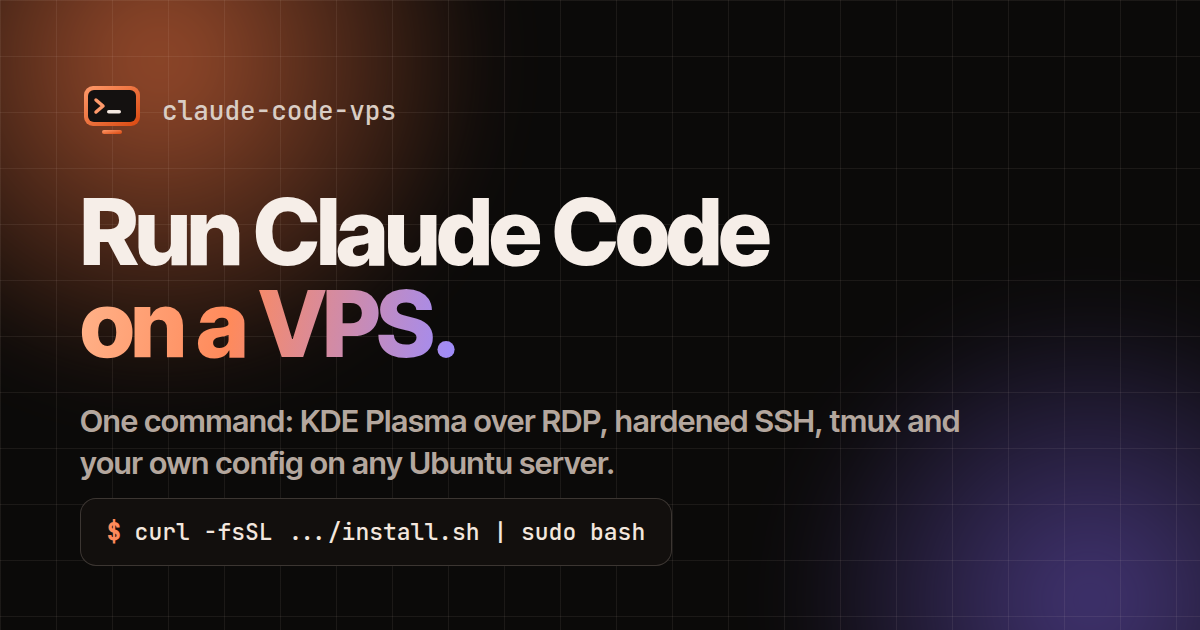 >_
claude-code-vps
Run Claude Code
on a VPS.
One command: KDE Plasma over RDP, hardened SSH, tmux and
your own config on any Ubuntu server.
$ curl -fsSL .../install.sh | sudo bash